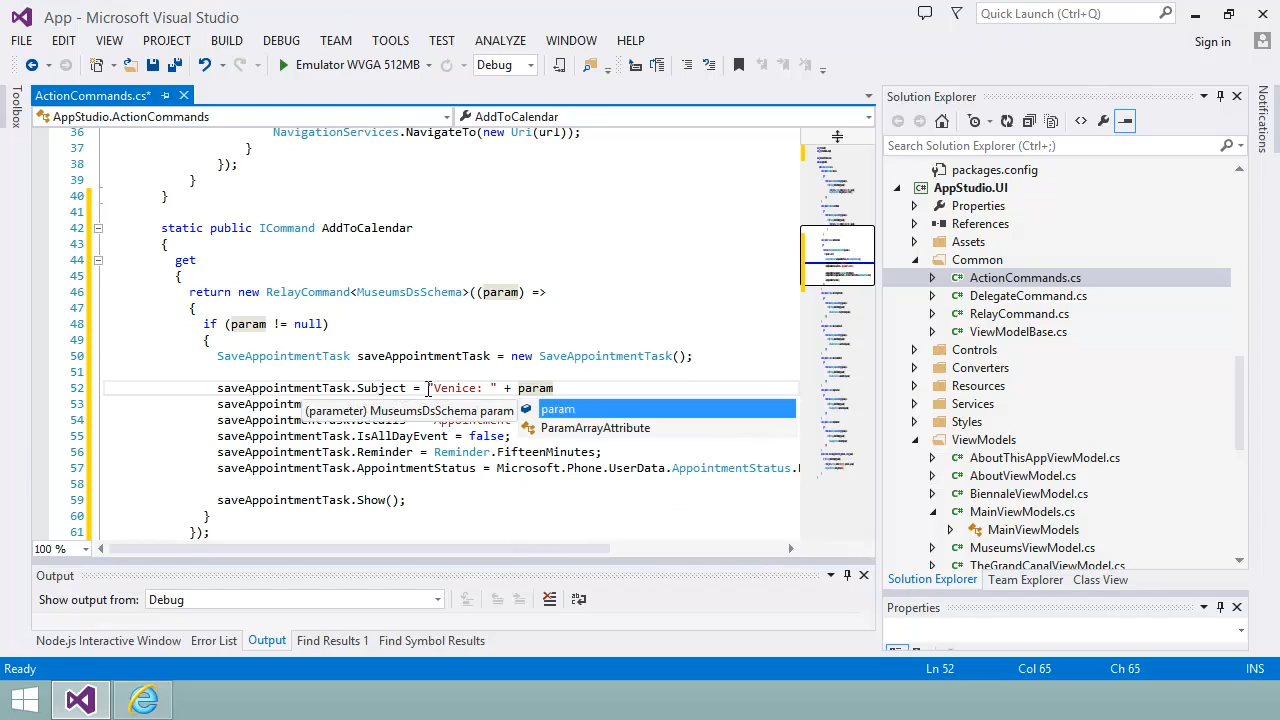 App - Microsoft Visual Studio
Quick Launch (Ctrl+Q)
FILE EDIT VIEW PROJECT BUILD DEBUG TEAM TOOLS TEST ANALYZE WINDOW HELP
Sign in
Emulator WVGA 512MB
Debug
Toolbox
ActionCommands.cs*
AppStudio.ActionCommands
AddToCalendar
36 NavigationServices.NavigateTo(new Uri(url));
37 }
38 });
39 }
40 }
41
42 static public ICommand AddToCalendar
43 {
44 get
45 {
46 return new RelayCommand<MuseumsDsSchema>((param) =>
47 {
48 if (param != null)
49 {
50 SaveAppointmentTask saveAppointmentTask = new SaveAppointmentTask();
51
52 saveAppointmentTask.Subject = "Venice: " + param
53 saveAppoint
(parameter) MuseumsDsSchema param
param
ParamArrayAttribute
54
55 saveAppointmentTask.IsAllDayEvent = false;
56 saveAppointmentTask.Reminder = Reminder.FifteenMinutes;
57 saveAppointmentTask.AppointmentStatus = Microsoft.Phone.UserData.AppointmentStatus.
58
59 saveAppointmentTask.Show();
60 }
61 });
100 %
Output
Show output from: Debug
Node.js Interactive Window Error List Output Find Results 1 Find Symbol Results
Solution Explorer
Search Solution Explorer (Ctrl+;)
packages.config
C# AppStudio.UI
Properties
References
Assets
Common
C# ActionCommands.cs
C# DelegateCommand.cs
C# RelayCommand.cs
C# ViewModelBase.cs
Controls
Converters
Resources
Services
Styles
ViewModels
C# AboutThisAppViewModel.cs
C# AboutViewModel.cs
C# BiennaleViewModel.cs
C# MainViewModels.cs
MainViewModels
C# MuseumsViewModel.cs
C# TheGrandCanalViewModel.cs
Solution Explorer Team Explorer Class View
Properties
Notifications
Ready
Ln 52
Col 65
Ch 65
INS